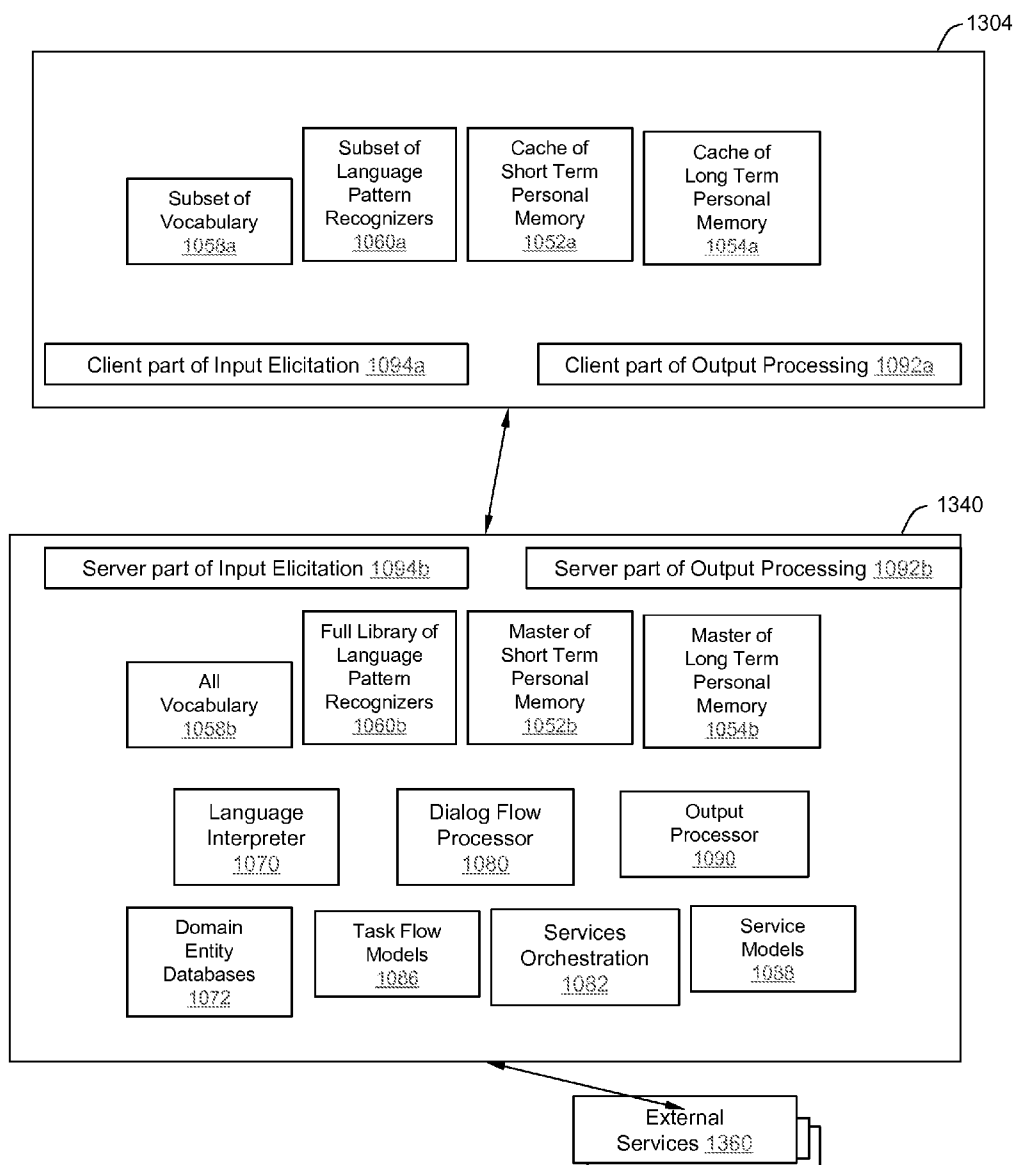 1304
Subset of
Vocabulary
1058a
Subset of
Language
Pattern
Recognizers
1060a
Cache of
Short Term
Personal
Memory
1052a
Cache of
Long Term
Personal
Memory
1054a
Client part of Input Elicitation 1094a
Client part of Output Processing 1092a
1340
Server part of Input Elicitation 1094b
Server part of Output Processing 1092b
All
Vocabulary
1058b
Full Library of
Language
Pattern
Recognizers
1060b
Master of
Short Term
Personal
Memory
1052b
Master of
Long Term
Personal
Memory
1054b
Language
Interpreter
1070
Dialog Flow
Processor
1080
Output
Processor
1090
Domain
Entity
Databases
1072
Task Flow
Models
1086
Services
Orchestration
1082
Service
Models
1088
External
Services 1360